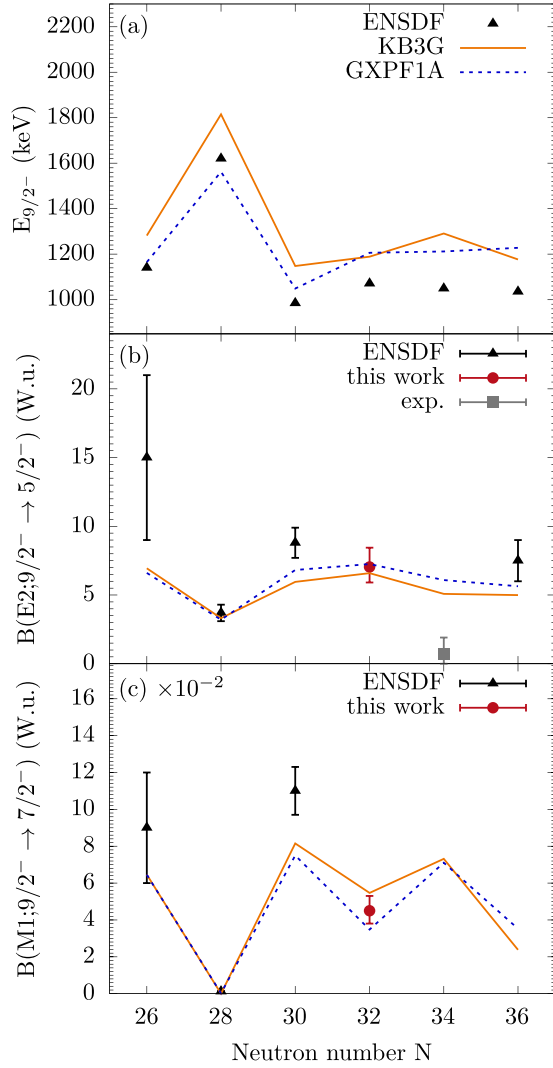 (a)
ENSDF
KB3G
GXPF1A
2200
2000
1800
1600
1400
1200
1000
E9/2− (keV)
(b)
ENSDF
this work
exp.
20
15
10
5
0
B(E2;9/2− → 5/2−) (W.u.)
(c) ×10−2
ENSDF
this work
16
14
12
10
8
6
4
2
0
B(M1;9/2− → 7/2−) (W.u.)
26 28 30 32 34 36
Neutron number N